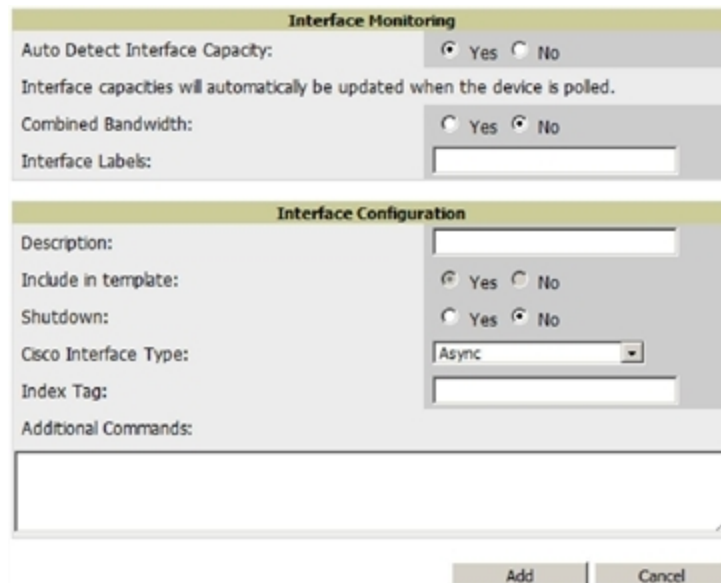 Interface Monitoring
Auto Detect Interface Capacity: Yes No
Interface capacities will automatically be updated when the device is polled.
Combined Bandwidth: Yes No
Interface Labels:
Interface Configuration
Description:
Include in template: Yes No
Shutdown: Yes No
Cisco Interface Type: Async
Index Tag:
Additional Commands:
Add Cancel